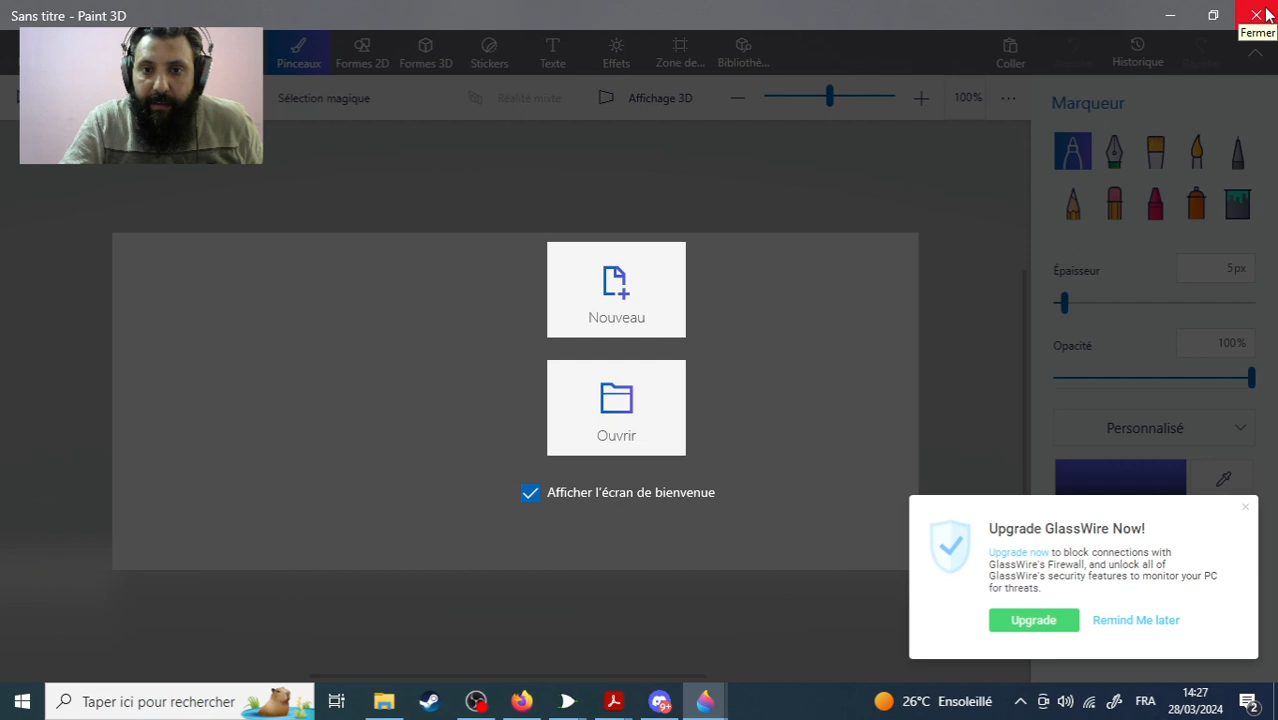 Sans titre - Paint 3D
Fermer
Pinceaux
Formes 2D
Formes 3D
Stickers
Texte
Effets
Zone de...
Bibliothè...
Coller
Annuler
Historique
Rétablir
Sélection magique
Réalité mixte
Affichage 3D
100%
Marqueur
Épaisseur
5px
Opacité
100%
Personnalisé
Nouveau
Ouvrir
Afficher l'écran de bienvenue
Upgrade GlassWire Now!
Upgrade now to block connections with
GlassWire's Firewall, and unlock all of
GlassWire's security features to monitor your PC
for threats.
Upgrade
Remind Me later
Taper ici pour rechercher
9+
26°C Ensoleillé
FRA
14:27
28/03/2024
2